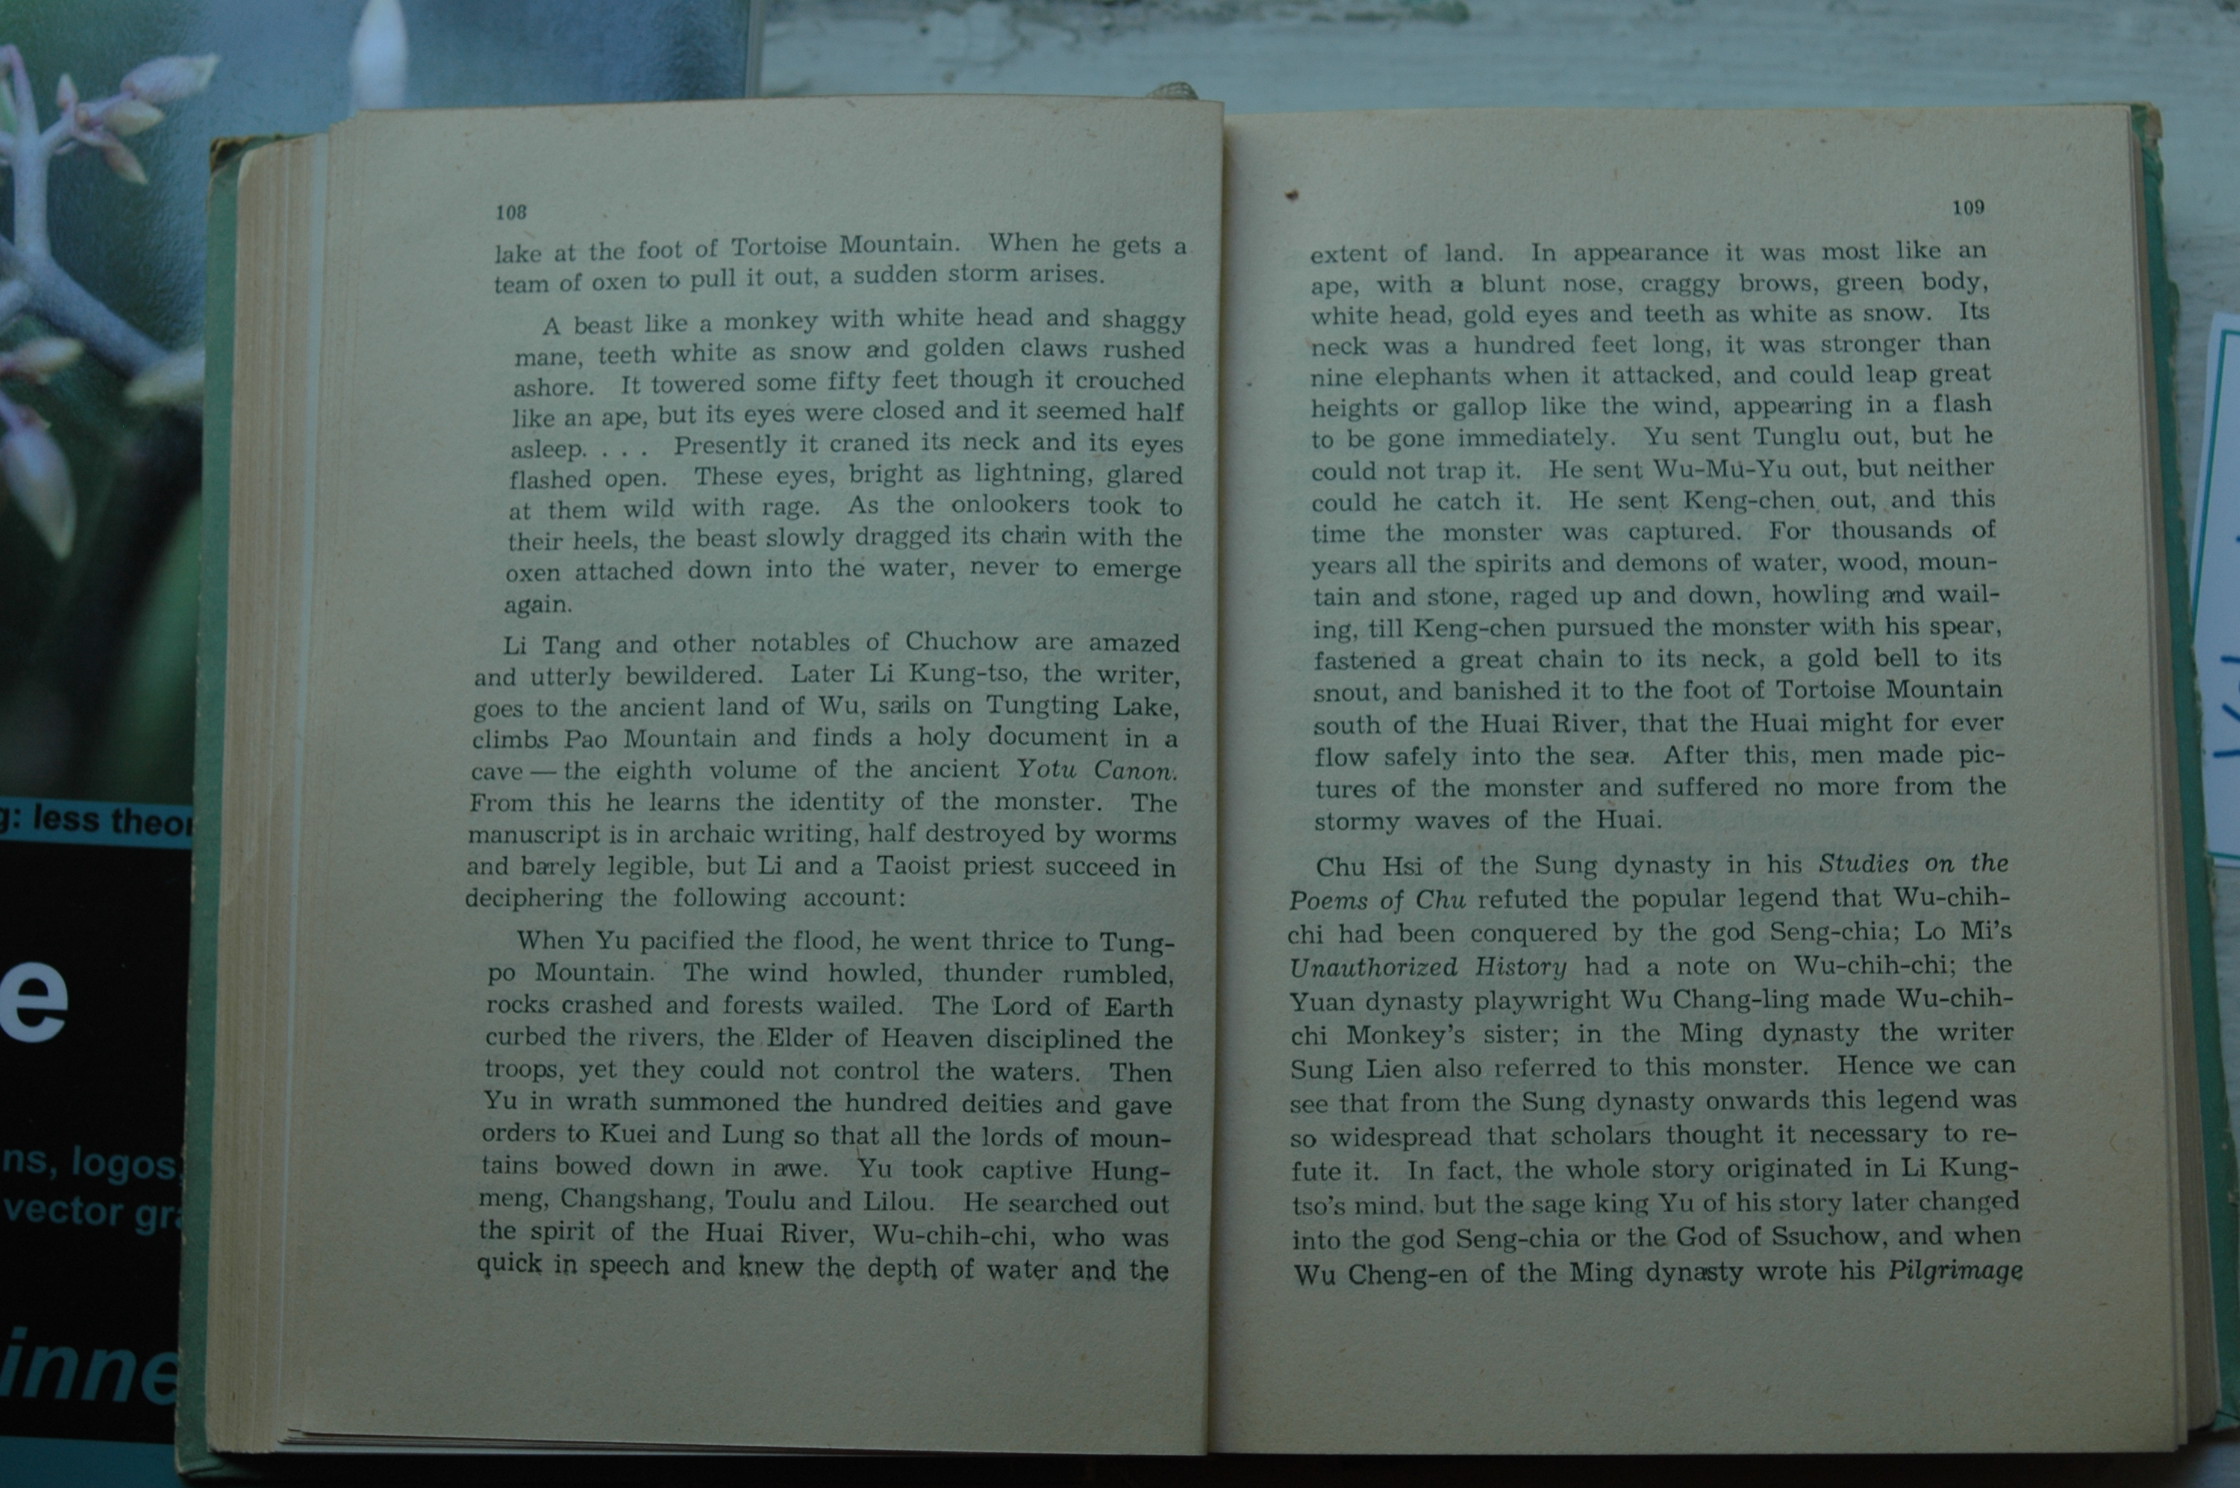 108
lake at the foot of Tortoise Mountain. When he gets a
team of oxen to pull it out, a sudden storm arises.
A beast like a monkey with white head and shaggy
mane, teeth white as snow and golden claws rushed
ashore. It towered some fifty feet though it crouched
like an ape, but its eyes were closed and it seemed half
asleep. . . . Presently it craned its neck and its eyes
flashed open. These eyes, bright as lightning, glared
at them wild with rage. As the onlookers took to
their heels, the beast slowly dragged its chain with the
oxen attached down into the water, never to emerge
again.
Li Tang and other notables of Chuchow are amazed
and utterly bewildered. Later Li Kung-tso, the writer,
goes to the ancient land of Wu, sails on Tungting Lake,
climbs Pao Mountain and finds a holy document in a
cave — the eighth volume of the ancient Yotu Canon.
From this he learns the identity of the monster. The
manuscript is in archaic writing, half destroyed by worms
and barely legible, but Li and a Taoist priest succeed in
deciphering the following account:
When Yu pacified the flood, he went thrice to Tung-
po Mountain. The wind howled, thunder rumbled,
rocks crashed and forests wailed. The Lord of Earth
curbed the rivers, the Elder of Heaven disciplined the
troops, yet they could not control the waters. Then
Yu in wrath summoned the hundred deities and gave
orders to Kuei and Lung so that all the lords of moun-
tains bowed down in awe. Yu took captive Hung-
meng, Changshang, Toulu and Lilou. He searched out
the spirit of the Huai River, Wu-chih-chi, who was
quick in speech and knew the depth of water and the
109
extent of land. In appearance it was most like an
ape, with a blunt nose, craggy brows, green body,
white head, gold eyes and teeth as white as snow. Its
neck was a hundred feet long, it was stronger than
nine elephants when it attacked, and could leap great
heights or gallop like the wind, appearing in a flash
to be gone immediately. Yu sent Tunglu out, but he
could not trap it. He sent Wu-Mu-Yu out, but neither
could he catch it. He sent Keng-chen out, and this
time the monster was captured. For thousands of
years all the spirits and demons of water, wood, moun-
tain and stone, raged up and down, howling and wail-
ing, till Keng-chen pursued the monster with his spear,
fastened a great chain to its neck, a gold bell to its
snout, and banished it to the foot of Tortoise Mountain
south of the Huai River, that the Huai might for ever
flow safely into the sea. After this, men made pic-
tures of the monster and suffered no more from the
stormy waves of the Huai.
Chu Hsi of the Sung dynasty in his Studies on the
Poems of Chu refuted the popular legend that Wu-chih-
chi had been conquered by the god Seng-chia; Lo Mi's
Unauthorized History had a note on Wu-chih-chi; the
Yuan dynasty playwright Wu Chang-ling made Wu-chih-
chi Monkey's sister; in the Ming dynasty the writer
Sung Lien also referred to this monster. Hence we can
see that from the Sung dynasty onwards this legend was
so widespread that scholars thought it necessary to re-
fute it. In fact, the whole story originated in Li Kung-
tso's mind, but the sage king Yu of his story later changed
into the god Seng-chia or the God of Ssuchow, and when
Wu Cheng-en of the Ming dynasty wrote his Pilgrimage
g: less theor
e
ns, logos,
vector gra
inne